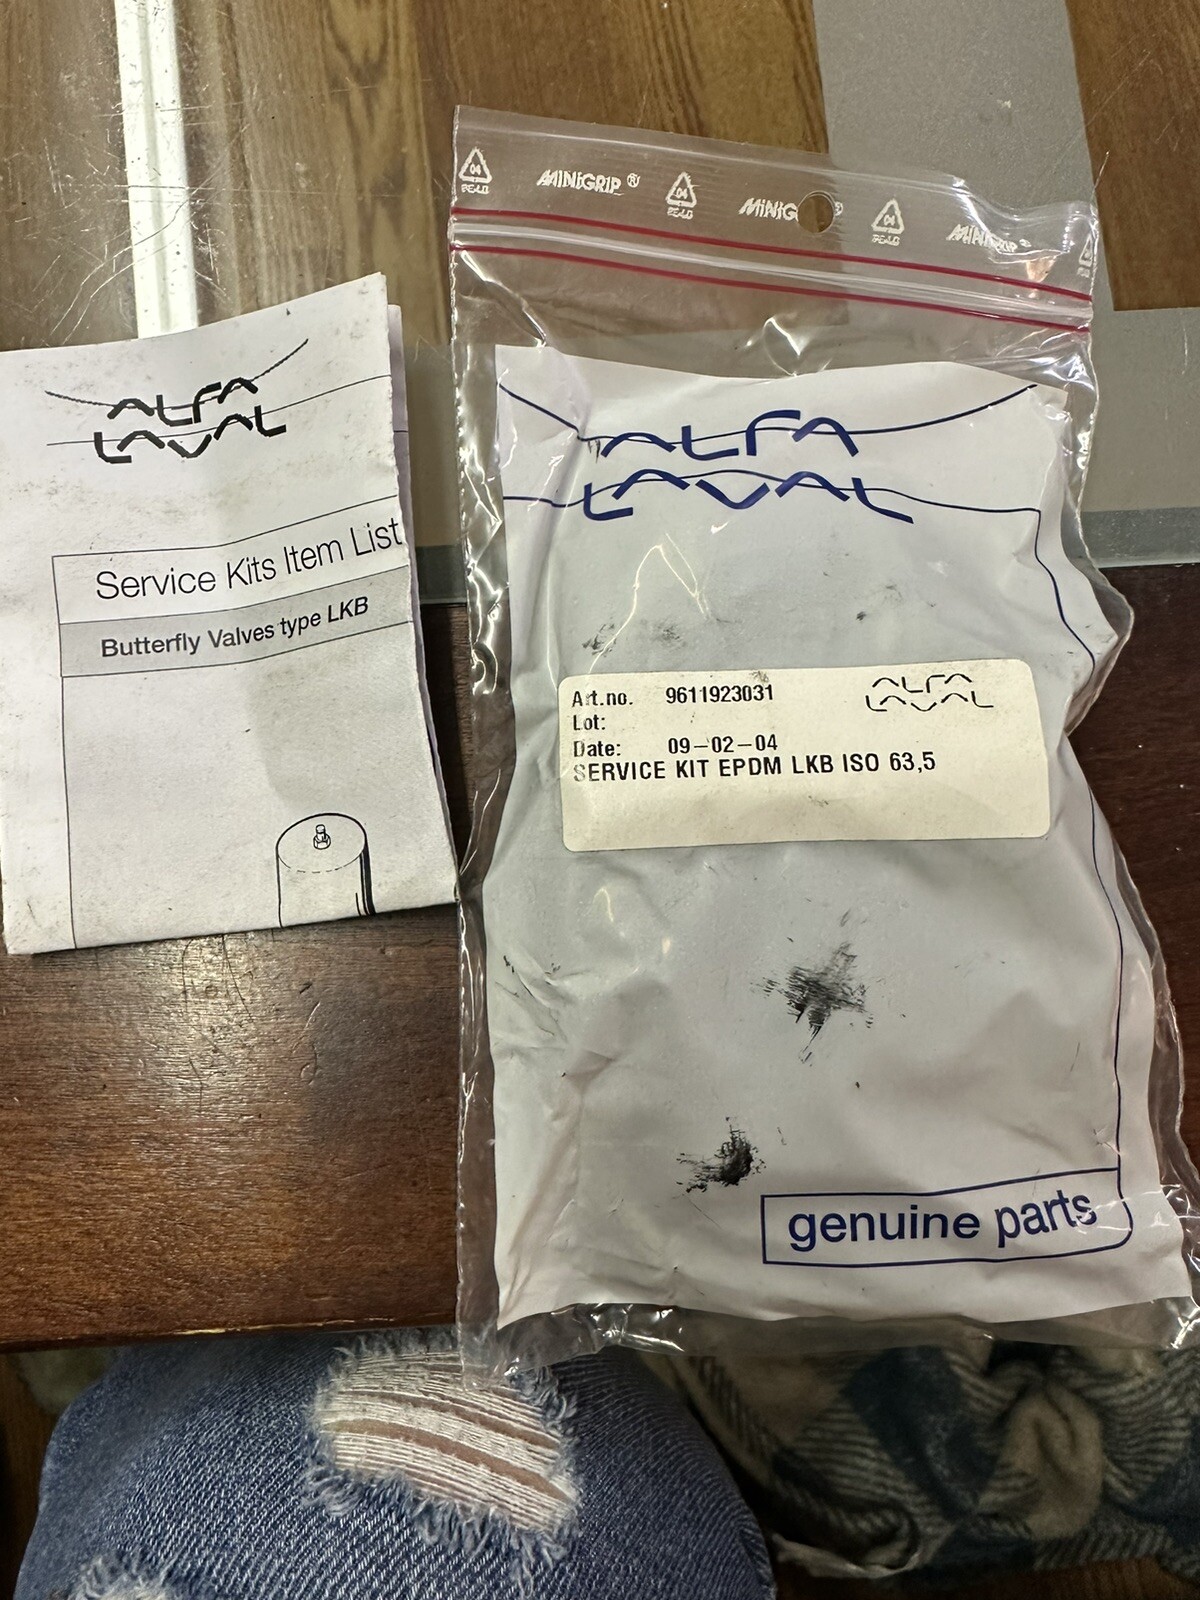 ALFA
LAVAL
Service Kits Item List
Butterfly Valves type LKB
04
PE-LD
MiNiGRiP ®
04
PE-LD
MiNiG ®
04
PE-LD
MiNiGRiP ®
ALFA
LAVAL
Art.no. 9611923031
ALFA
LAVAL
Lot:
Date: 09-02-04
SERVICE KIT EPDM LKB ISO 63,5
genuine parts